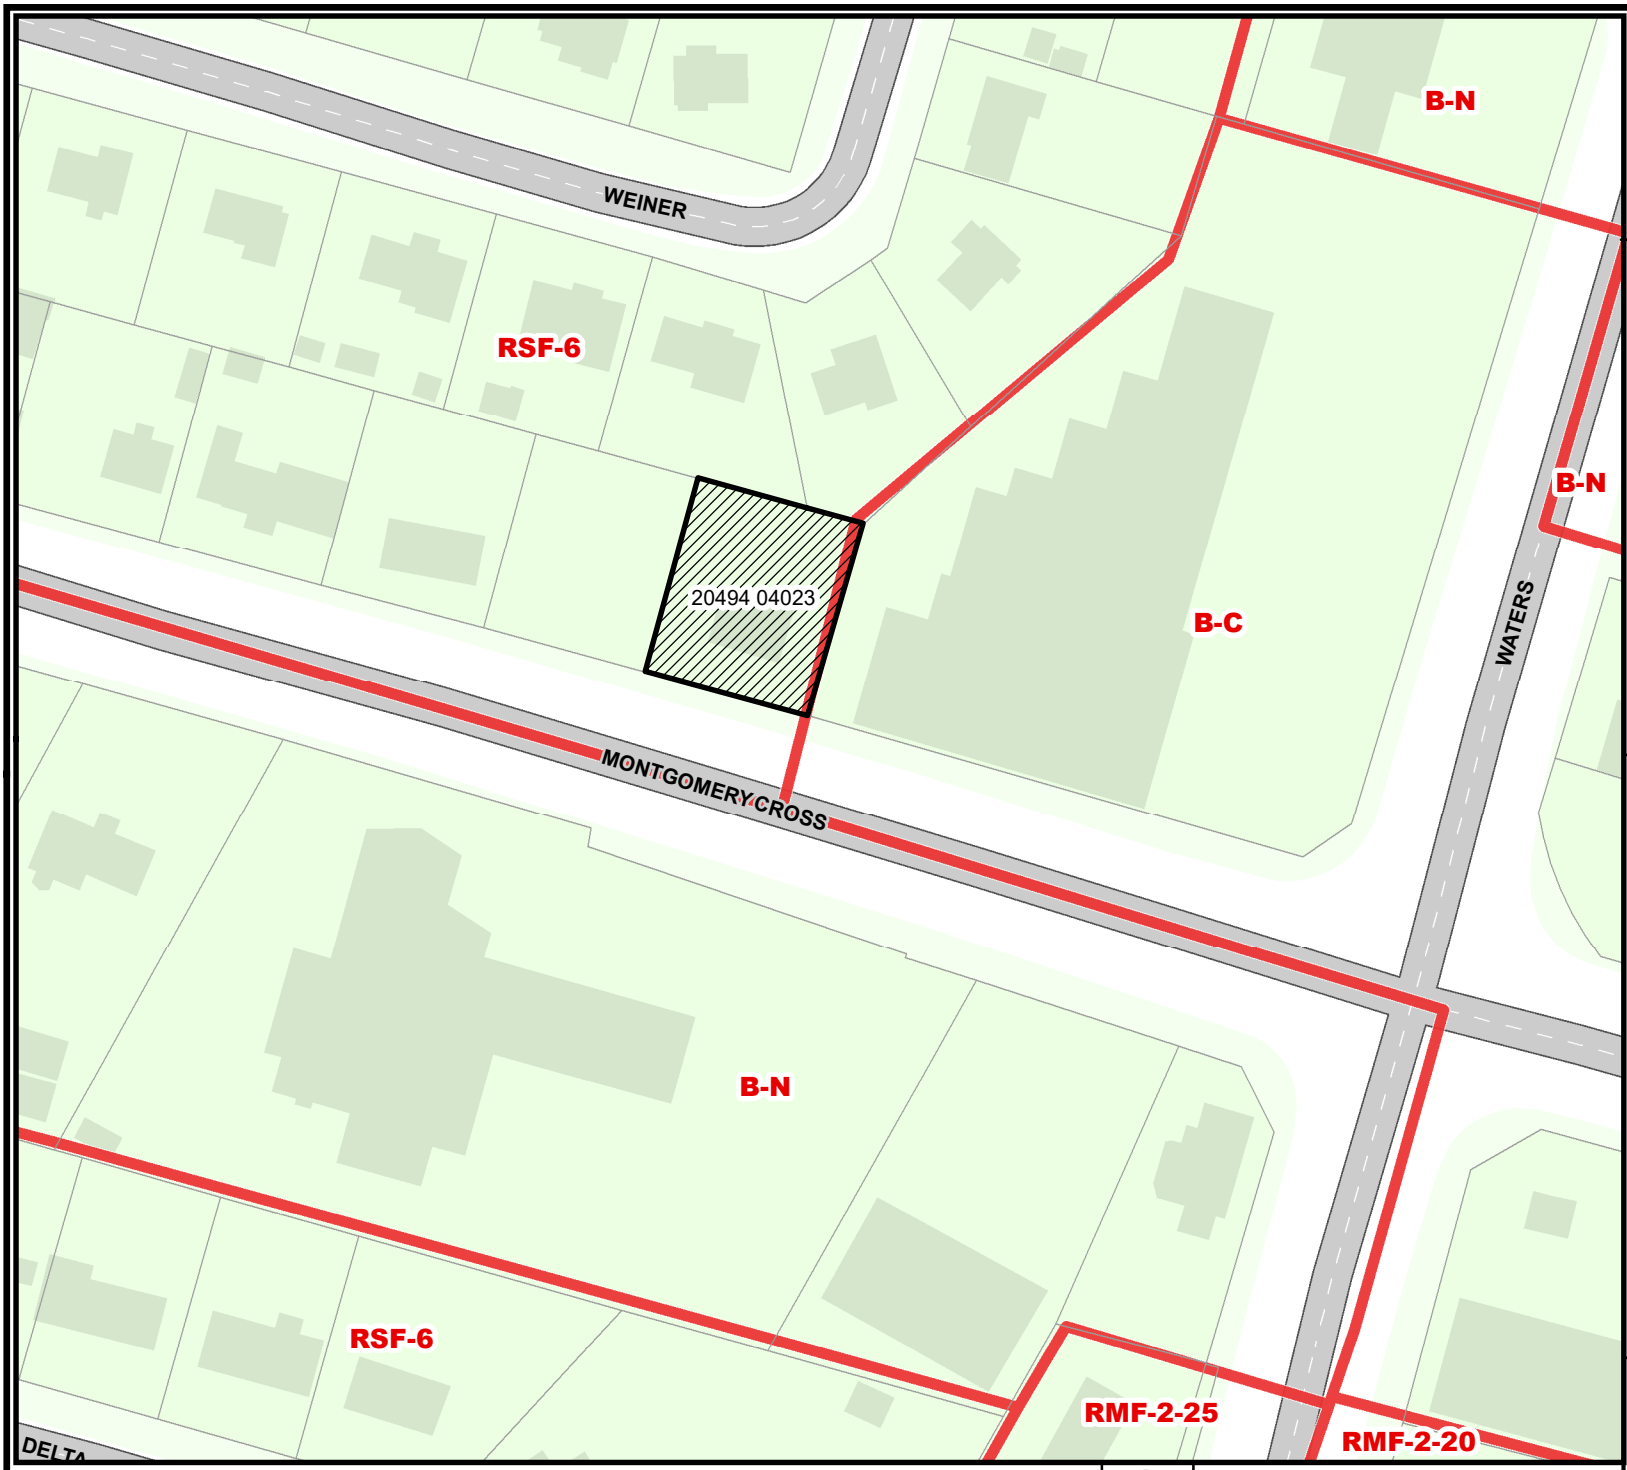 B-N
WEINER
RSF-6
B-N
20494 04023
B-C
WATERS
MONTGOMERY CROSS
B-N
RSF-6
RMF-2-25
RMF-2-20
DELTA